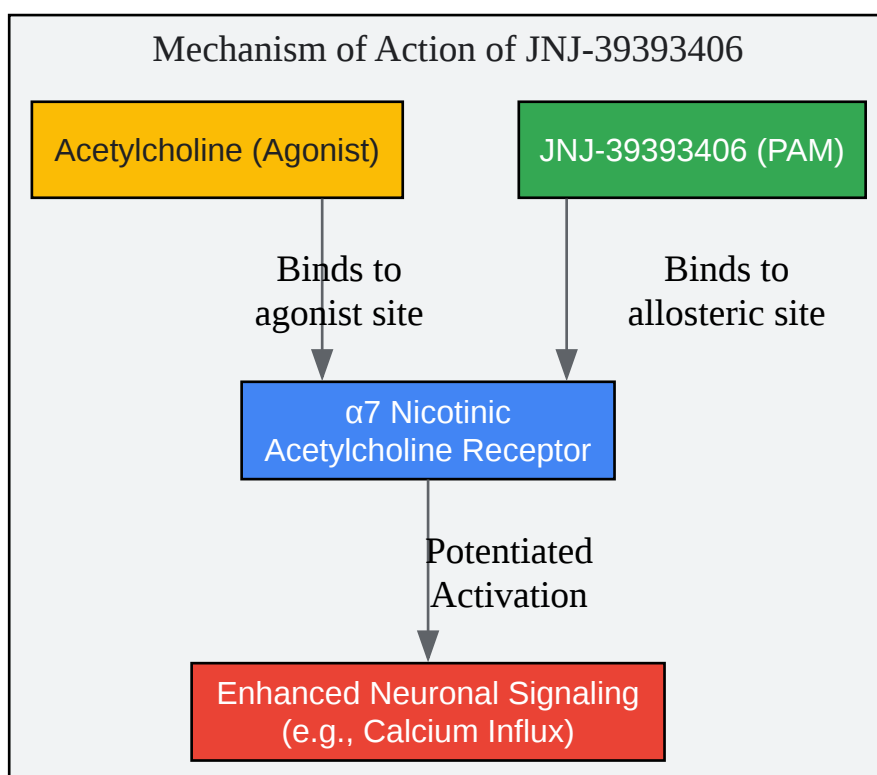 Mechanism of Action of JNJ-39393406
Acetylcholine (Agonist)
JNJ-39393406 (PAM)
Binds to
agonist site
Binds to
allosteric site
α7 Nicotinic
Acetylcholine Receptor
Potentiated
Activation
Enhanced Neuronal Signaling
(e.g., Calcium Influx)